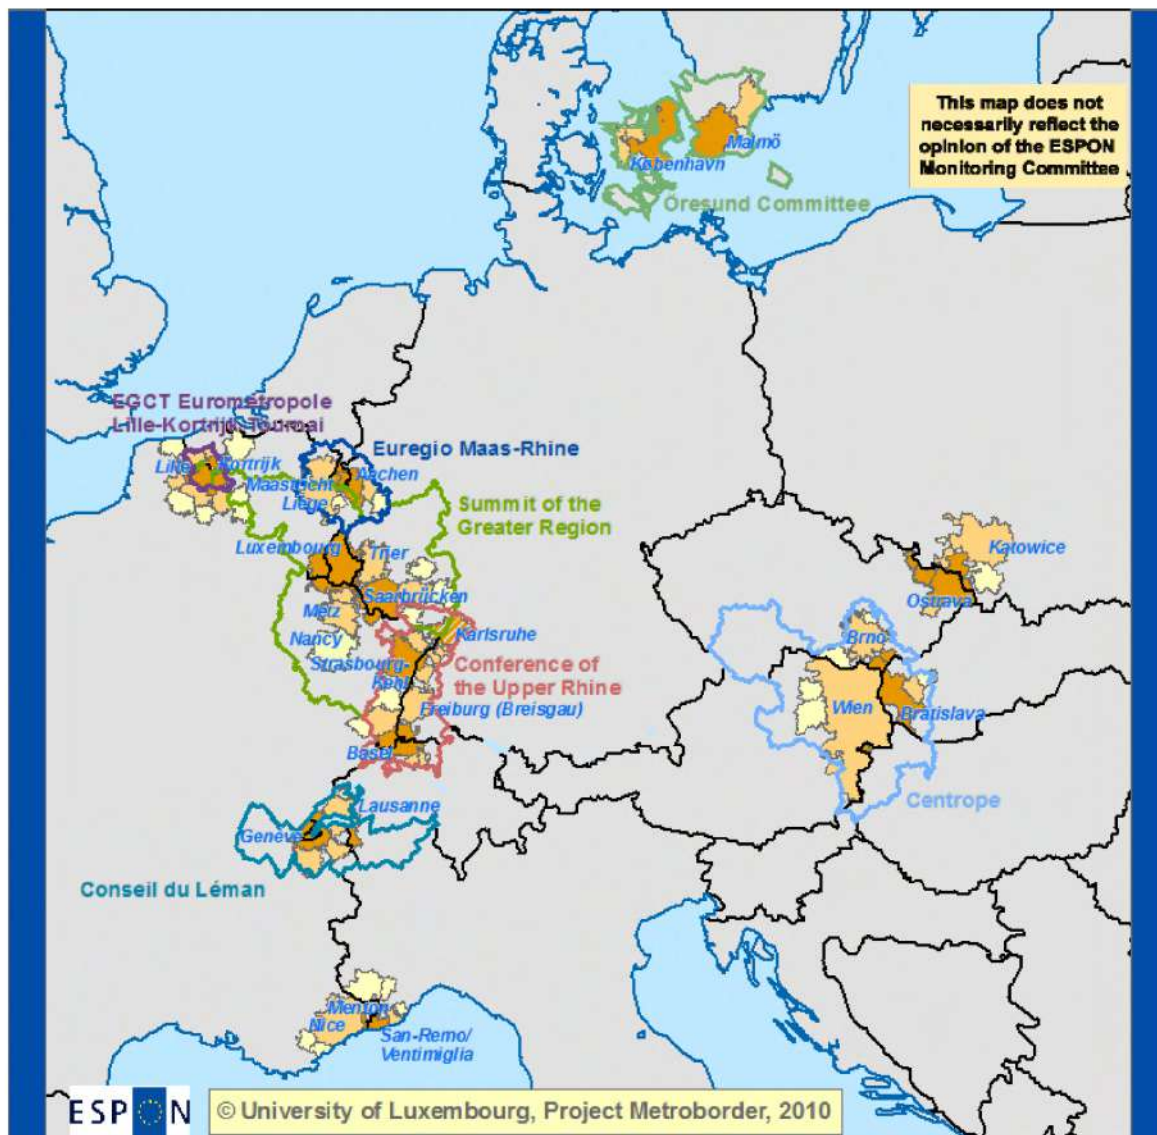 This map does not
necessarily reflect the
opinion of the ESPON
Monitoring Committee
Malmö
København
Öresund Committee
EGCT Eurometropole
Lille-Kortrijk-Tournai
Lille
Kortrijk
Euregio Maas-Rhine
Maastricht
Aachen
Liège
Summit of the
Greater Region
Luxembourg
Trier
Katowice
Saarbrücken
Ostrava
Metz
Nancy
Karlsruhe
Brno
Strasbourg-
Kehl
Conference of
the Upper Rhine
Freiburg (Breisgau)
Wien
Bratislava
Basel
Lausanne
Centrope
Genève
Conseil du Léman
Menton
Nice
San-Remo/
Ventimiglia
ESPON
© University of Luxembourg, Project Metroborder, 2010